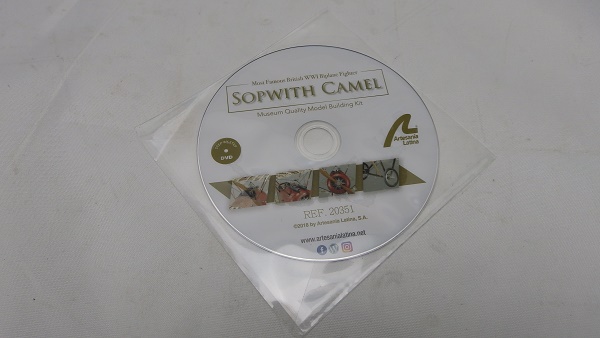 Most Famous British WWI Biplane Fighter
SOPWITH CAMEL
Museum Quality Model Building Kit
Artesanía
Latina
DVD
REF. 20351
©2018 by Artesanía Latina, S.A.
www.artesanialatina.net